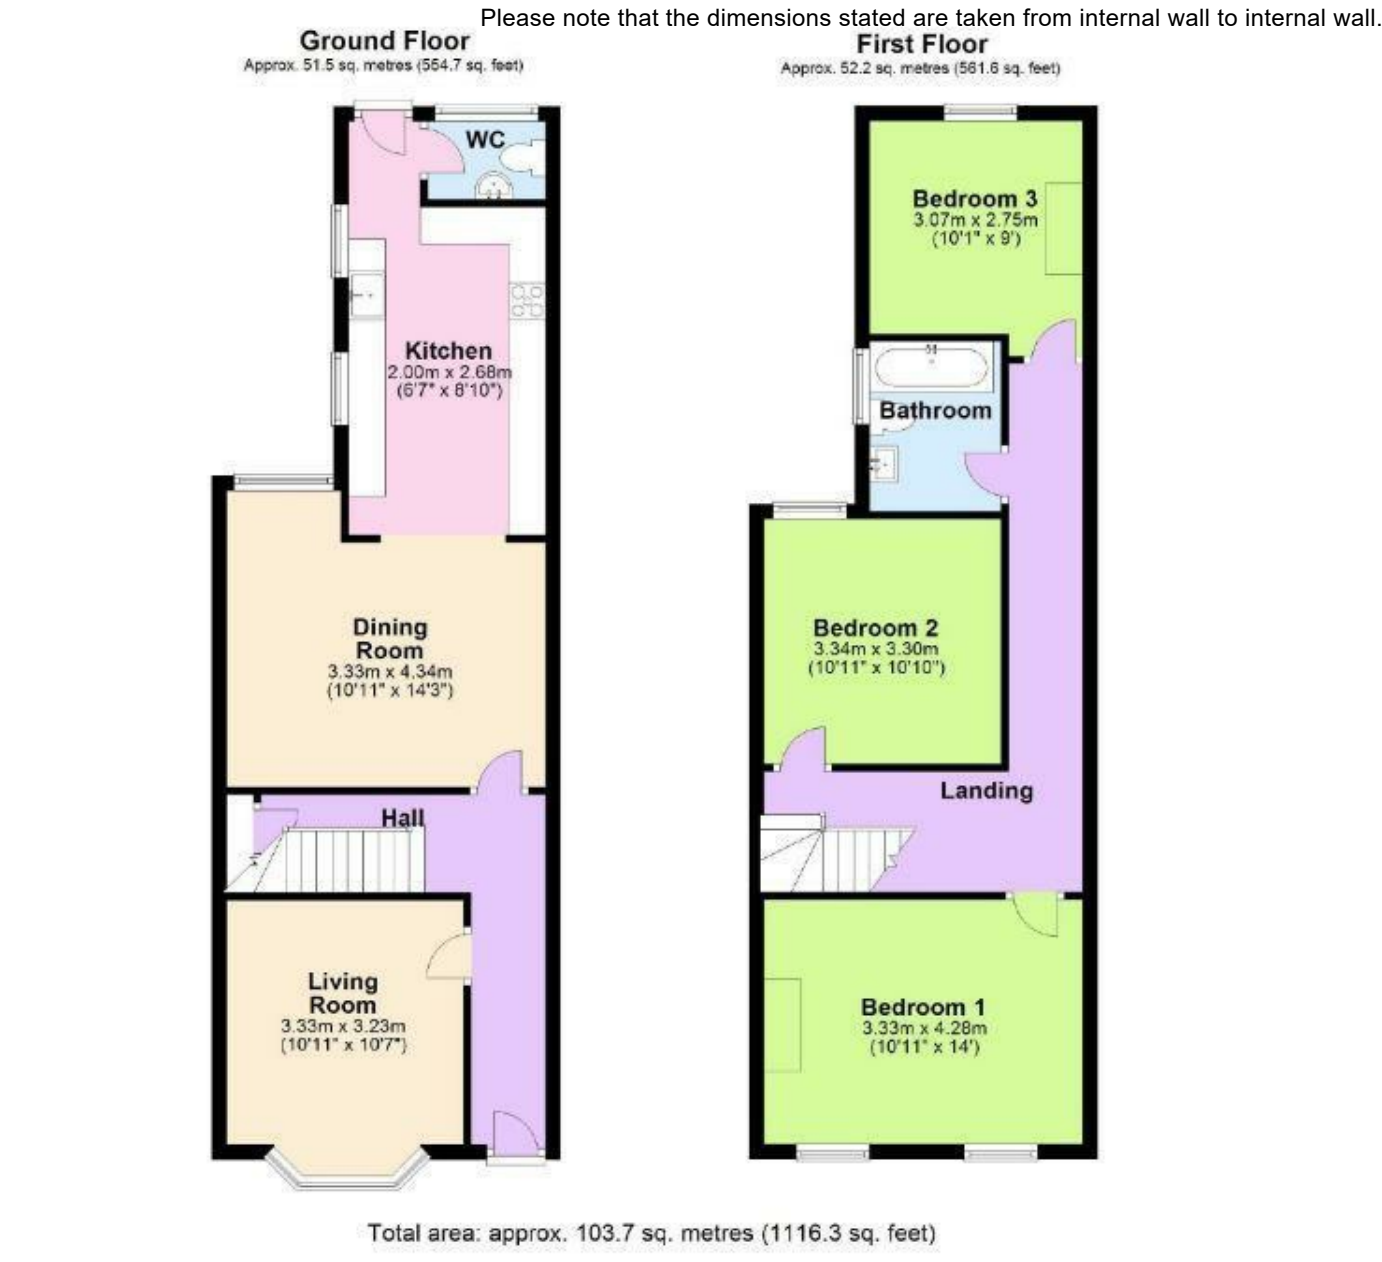 Please note that the dimensions stated are taken from internal wall to internal wall.
Ground Floor
Approx. 51.5 sq. metres (554.7 sq. feet)
WC
Kitchen
2.00m x 2.68m
(6'7" x 8'10")
Dining
Room
3.33m x 4.34m
(10'11" x 14'3")
Hall
Living
Room
3.33m x 3.23m
(10'11" x 10'7")
First Floor
Approx. 52.2 sq. metres (561.6 sq. feet)
Bedroom 3
3.07m x 2.75m
(10'1" x 9')
Bathroom
Bedroom 2
3.34m x 3.30m
(10'11" x 10'10")
Landing
Bedroom 1
3.33m x 4.28m
(10'11" x 14')
Total area: approx. 103.7 sq. metres (1116.3 sq. feet)